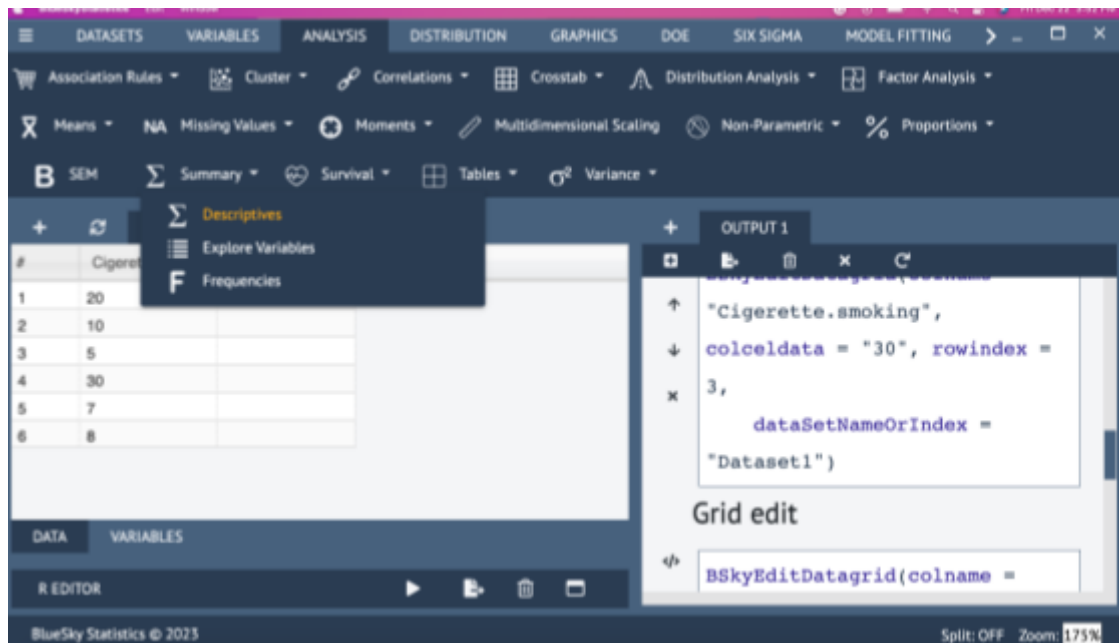 DATASETS VARIABLES ANALYSIS DISTRIBUTION GRAPHICS DOE SIX SIGMA MODEL FITTING
Association Rules Cluster Correlations Crosstab Distribution Analysis Factor Analysis
Means NA Missing Values Moments Multidimensional Scaling Non-Parametric Proportions
B SEM Σ Summary Survival Tables σ² Variance
Σ Descriptives
Explore Variables
F Frequencies
# Cigeret
1 20
2 10
3 5
4 30
5 7
6 8
DATA VARIABLES
R EDITOR
OUTPUT 1
"Cigerette.smoking",
colceldata = "30", rowindex =
3,
dataSetNameOrIndex =
"Dataset1")
Grid edit
BSkyEditDatagrid(colname =
BlueSky Statistics © 2023 Split: OFF Zoom: 175%